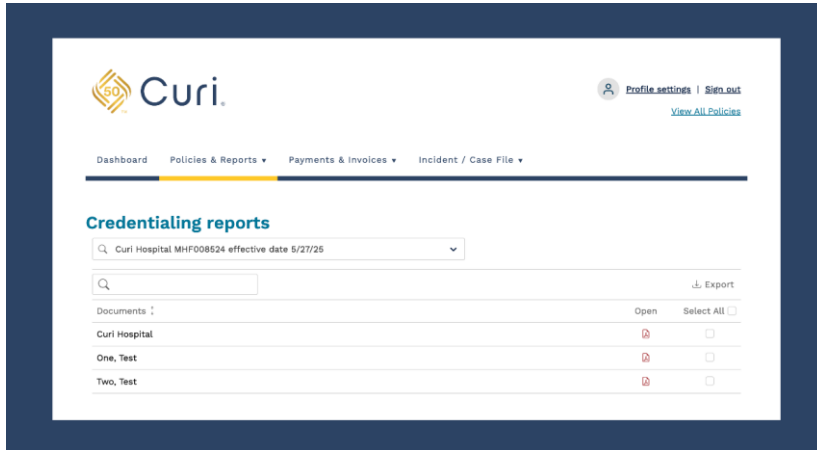 50
Curi.
Profile settings | Sign out
View All Policies
Dashboard Policies & Reports ▾ Payments & Invoices ▾ Incident / Case File ▾
Credentialing reports
Curi Hospital MHF008524 effective date 5/27/25
Export
Documents Open Select All
Curi Hospital
One, Test
Two, Test